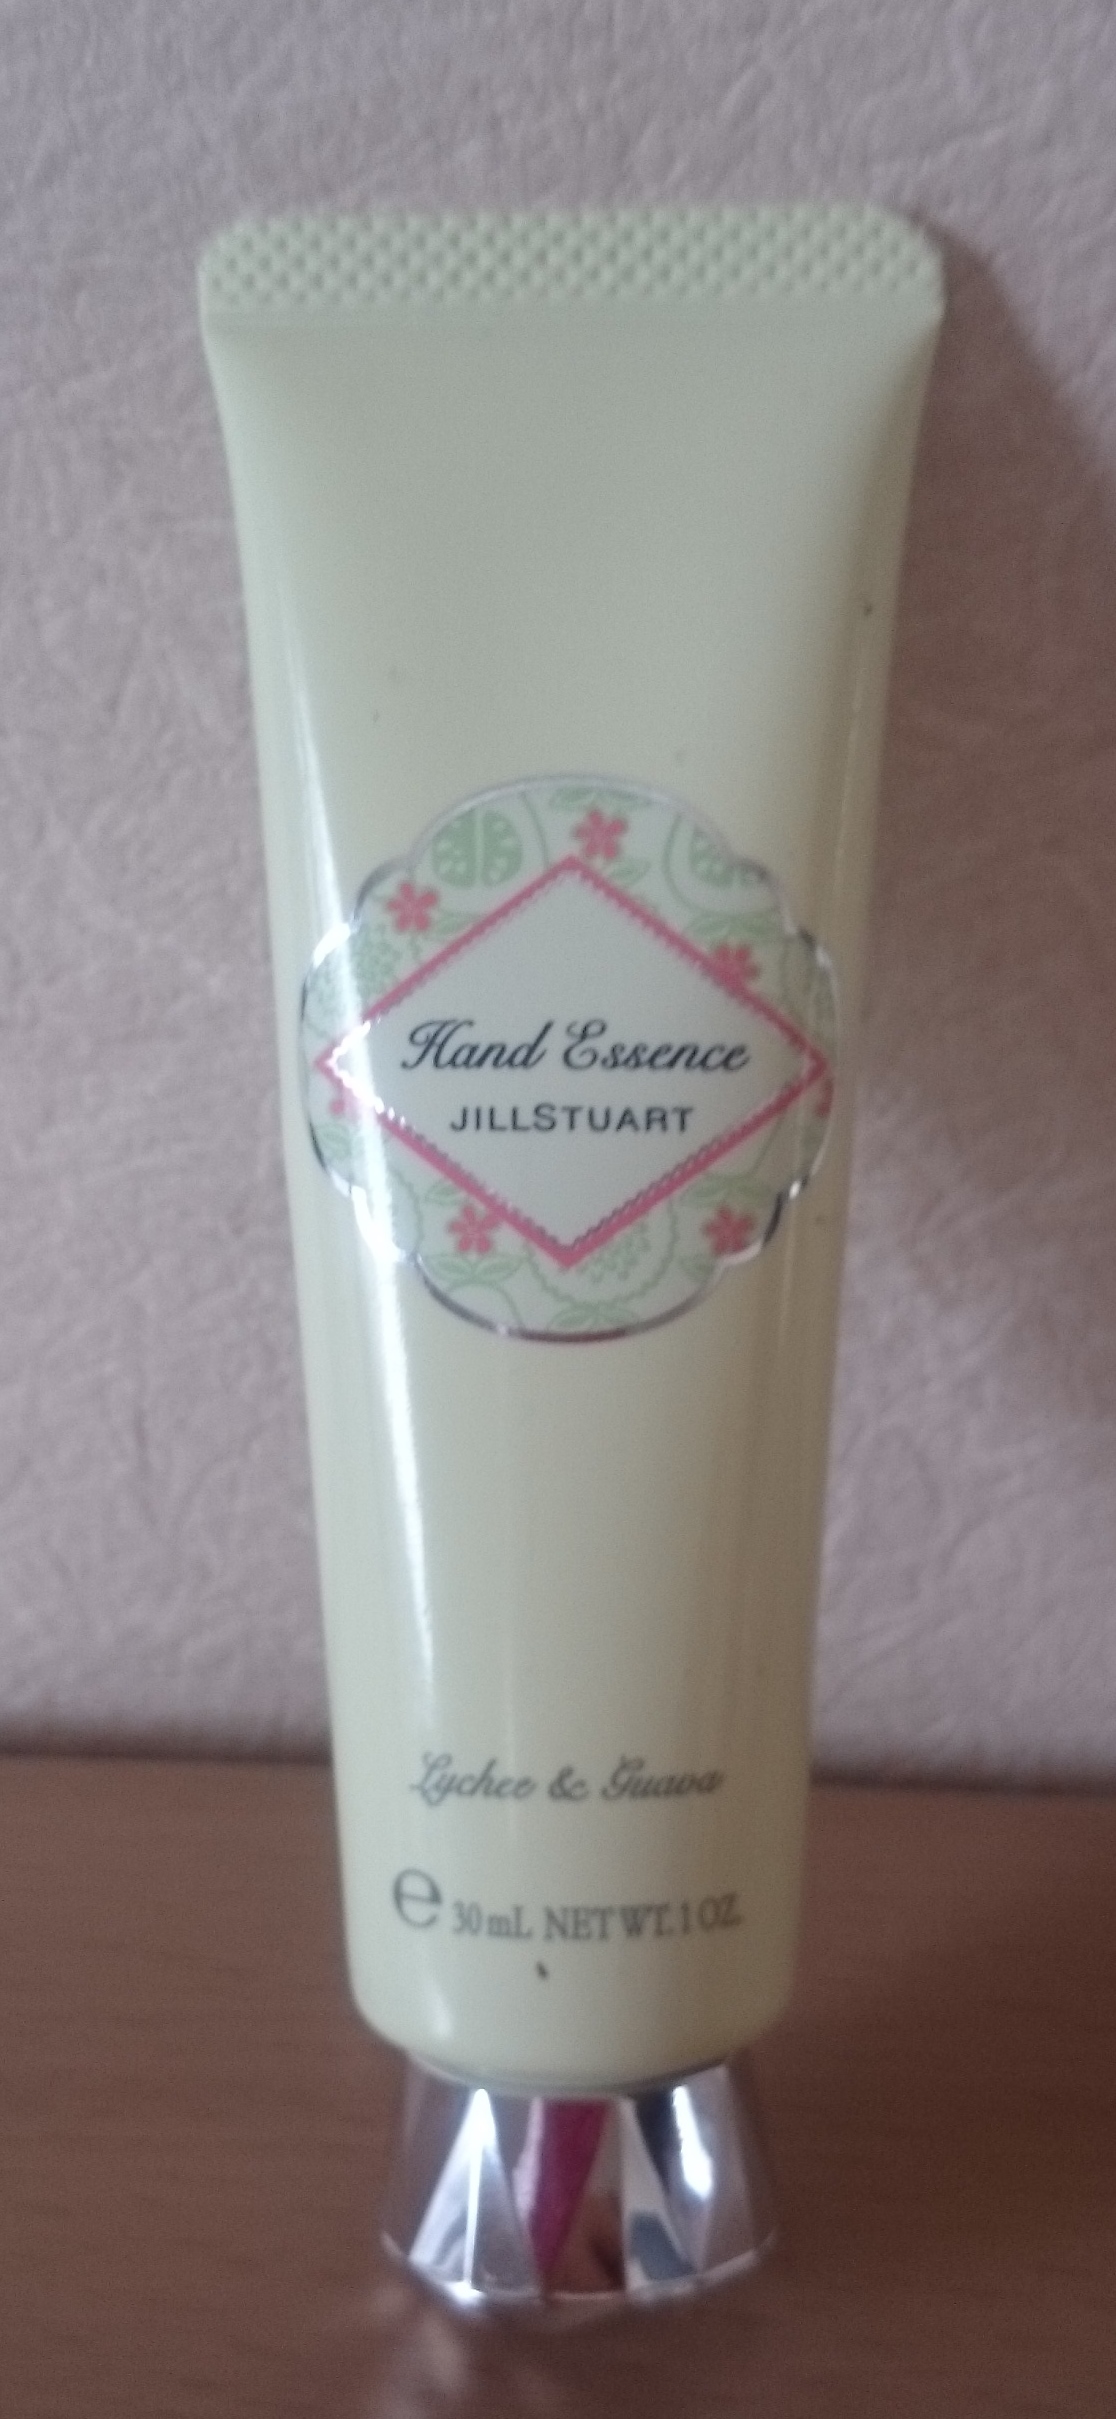 Hand Essence
JILLSTUART
Lychee & Guava
e 30mL NET WT. 1 OZ.